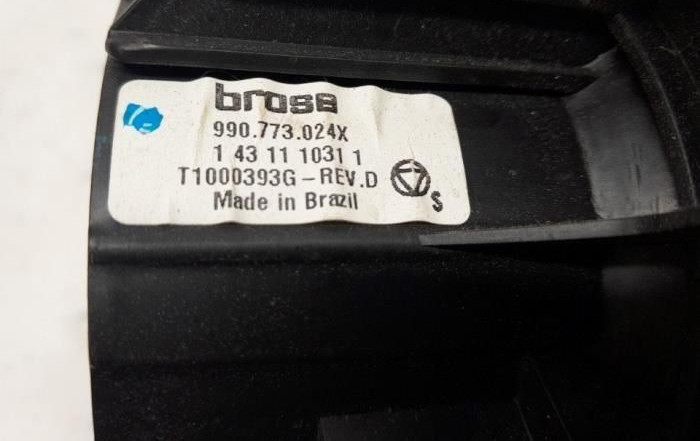 brose
990.773.024X
1 43 11 1031 1
T1000393G-REV.D
Made in Brazil
S